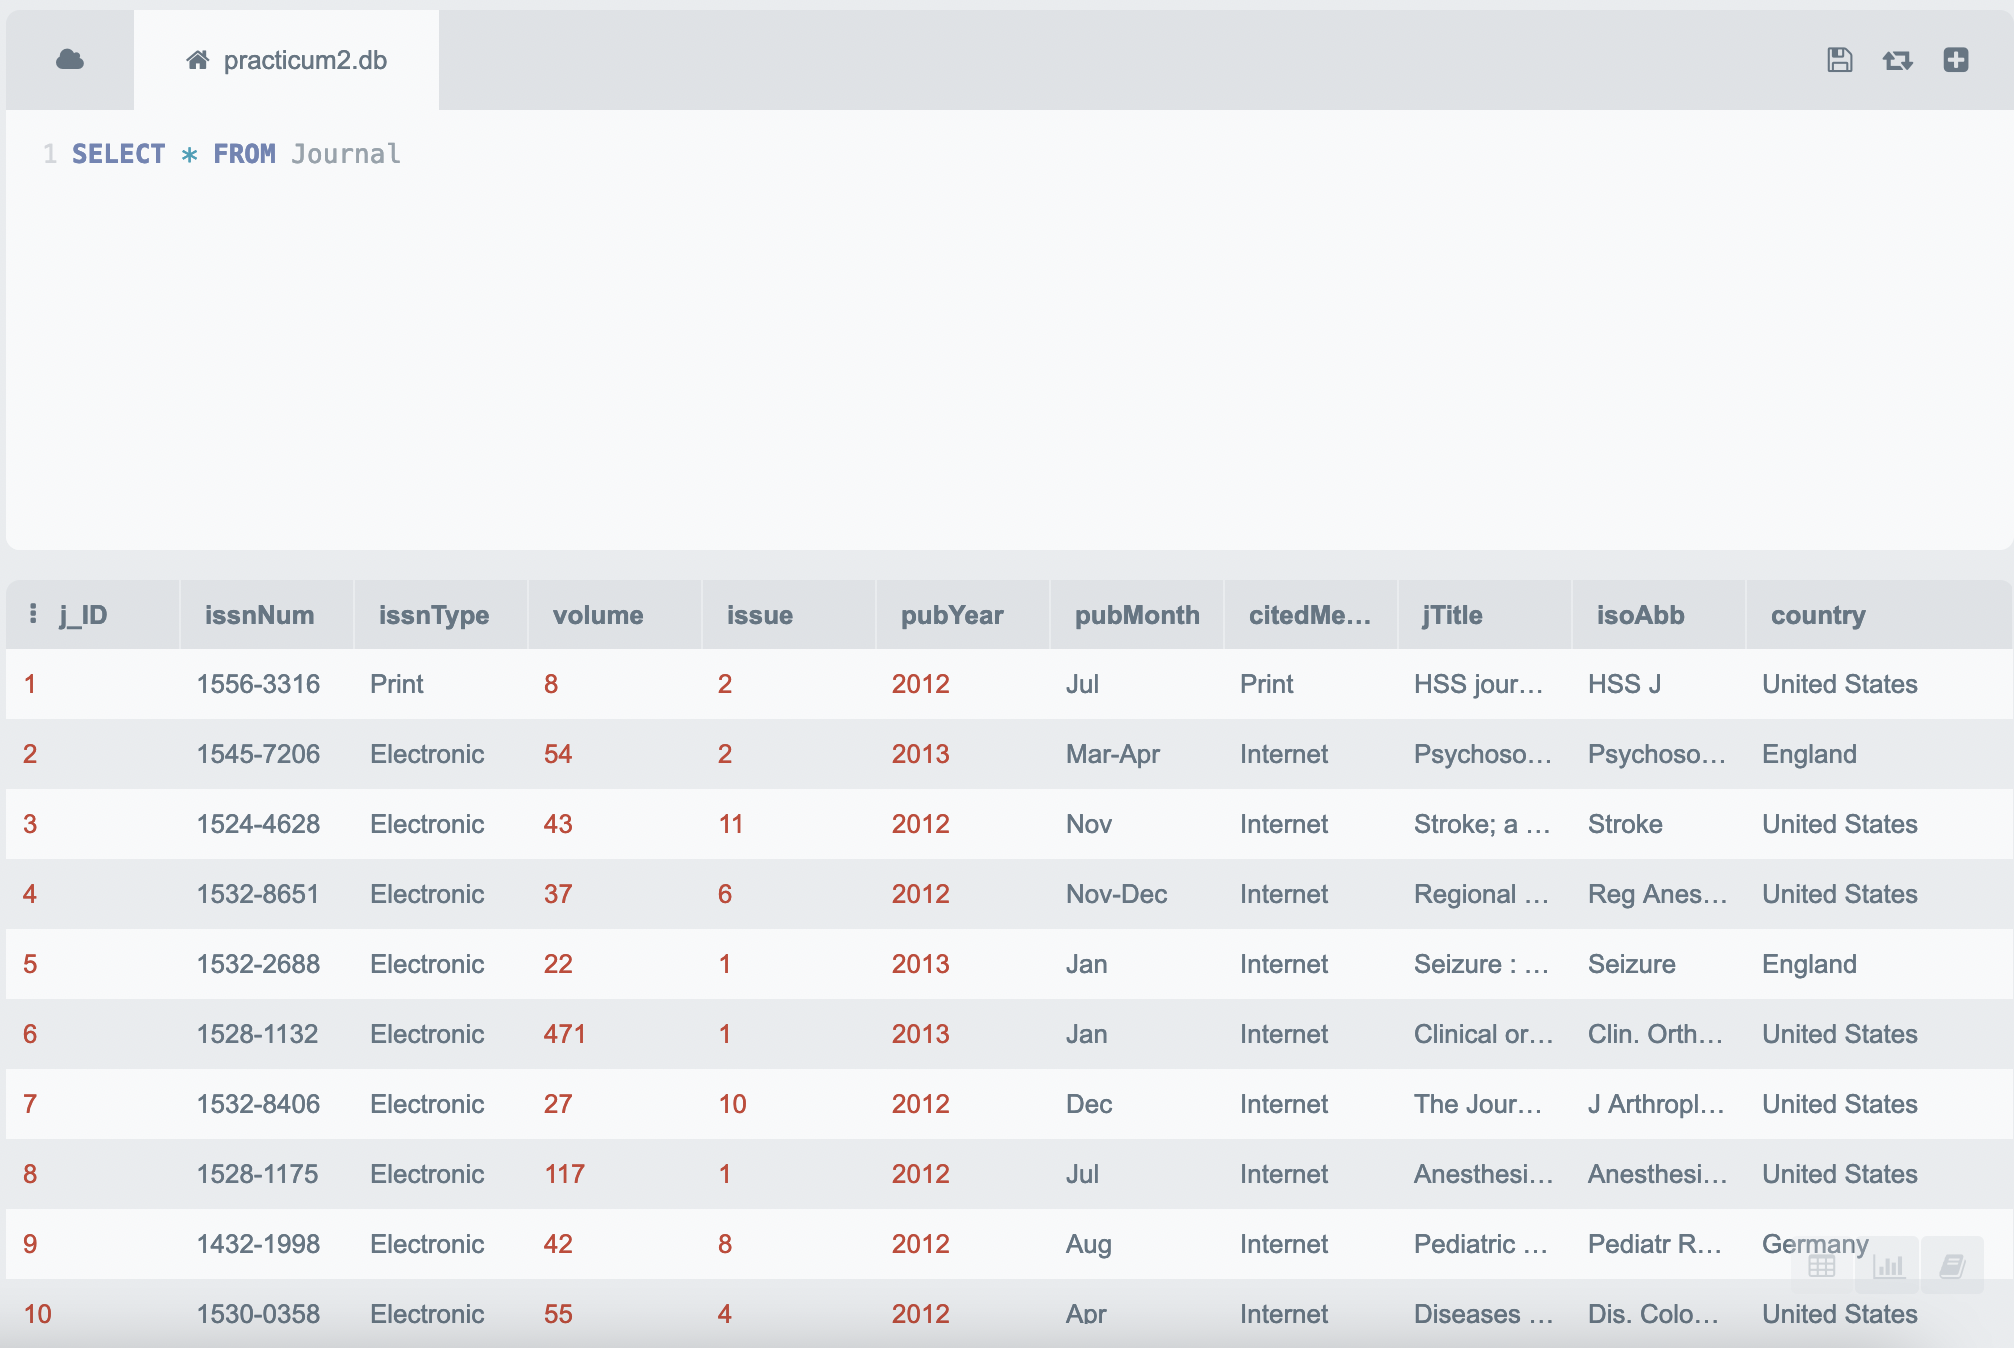 practicum2.db
1 SELECT * FROM Journal
j_ID issnNum issnType volume issue pubYear pubMonth citedMe... jTitle isoAbb country
1 1556-3316 Print 8 2 2012 Jul Print HSS jour... HSS J United States
2 1545-7206 Electronic 54 2 2013 Mar-Apr Internet Psychoso... Psychoso... England
3 1524-4628 Electronic 43 11 2012 Nov Internet Stroke; a ... Stroke United States
4 1532-8651 Electronic 37 6 2012 Nov-Dec Internet Regional ... Reg Anes... United States
5 1532-2688 Electronic 22 1 2013 Jan Internet Seizure : ... Seizure England
6 1528-1132 Electronic 471 1 2013 Jan Internet Clinical or... Clin. Orth... United States
7 1532-8406 Electronic 27 10 2012 Dec Internet The Jour... J Arthropl... United States
8 1528-1175 Electronic 117 1 2012 Jul Internet Anesthesi... Anesthesi... United States
9 1432-1998 Electronic 42 8 2012 Aug Internet Pediatric ... Pediatr R... Germany
10 1530-0358 Electronic 55 4 2012 Apr Internet Diseases ... Dis. Colo... United States